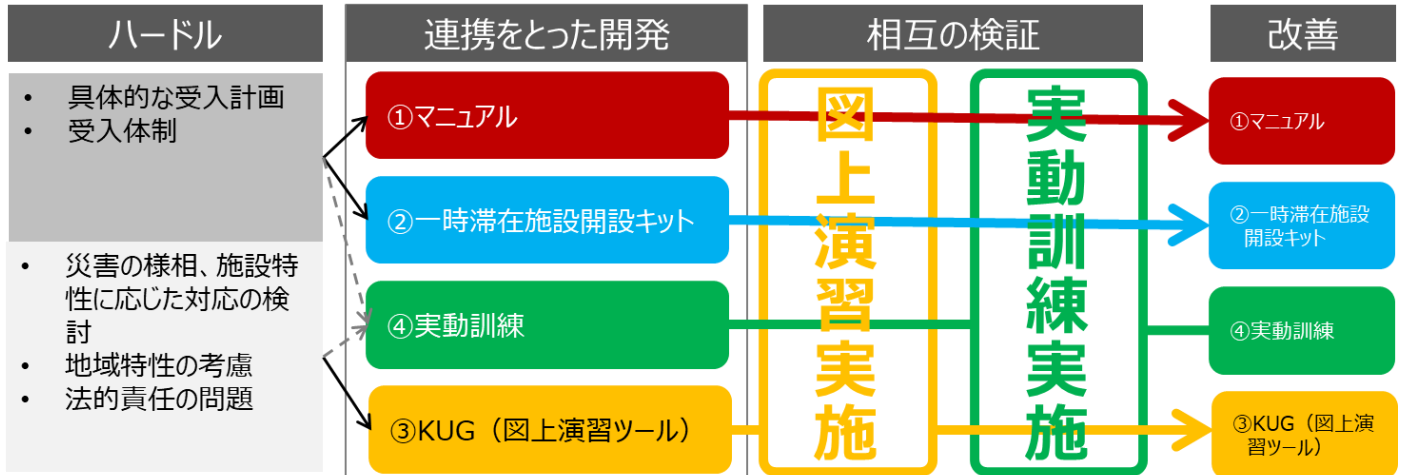 ハードル
連携をとった開発
相互の検証
改善
• 具体的な受入計画
• 受入体制
• 災害の様相、施設特
性に応じた対応の検
討
• 地域特性の考慮
• 法的責任の問題
①マニュアル
②一時滞在施設開設キット
④実動訓練
③KUG（図上演習ツール）
図上演習実施
実動訓練実施
①マニュアル
②一時滞在施設
開設キット
④実動訓練
③KUG（図上演
習ツール）